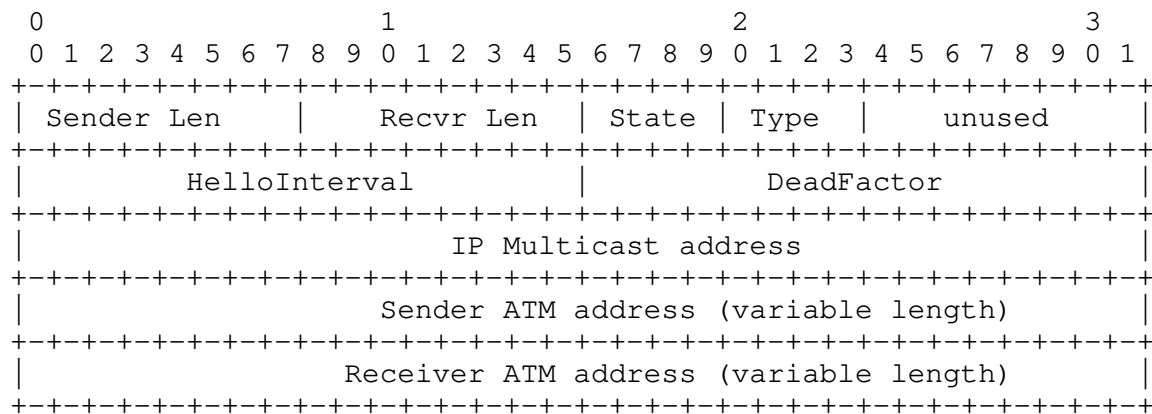 0                   1                   2                   3
 0 1 2 3 4 5 6 7 8 9 0 1 2 3 4 5 6 7 8 9 0 1 2 3 4 5 6 7 8 9 0 1
+-+-+-+-+-+-+-+-+-+-+-+-+-+-+-+-+-+-+-+-+-+-+-+-+-+-+-+-+-+-+-+-+
| Sender Len    |    Recvr Len  | State | Type  |    unused     |
+-+-+-+-+-+-+-+-+-+-+-+-+-+-+-+-+-+-+-+-+-+-+-+-+-+-+-+-+-+-+-+-+
|         HelloInterval         |          DeadFactor           |
+-+-+-+-+-+-+-+-+-+-+-+-+-+-+-+-+-+-+-+-+-+-+-+-+-+-+-+-+-+-+-+-+
|                        IP Multicast address                   |
+-+-+-+-+-+-+-+-+-+-+-+-+-+-+-+-+-+-+-+-+-+-+-+-+-+-+-+-+-+-+-+-+
|                    Sender ATM address (variable length)       |
+-+-+-+-+-+-+-+-+-+-+-+-+-+-+-+-+-+-+-+-+-+-+-+-+-+-+-+-+-+-+-+-+
|                  Receiver ATM address (variable length)       |
+-+-+-+-+-+-+-+-+-+-+-+-+-+-+-+-+-+-+-+-+-+-+-+-+-+-+-+-+-+-+-+-+